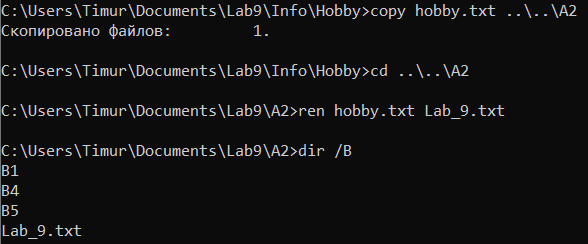 C:\Users\Timur\Documents\Lab9\Info\Hobby>copy hobby.txt ..\..\A2
Скопировано файлов:         1.
C:\Users\Timur\Documents\Lab9\Info\Hobby>cd ..\..\A2
C:\Users\Timur\Documents\Lab9\A2>ren hobby.txt Lab_9.txt
C:\Users\Timur\Documents\Lab9\A2>dir /B
B1
B4
B5
Lab_9.txt